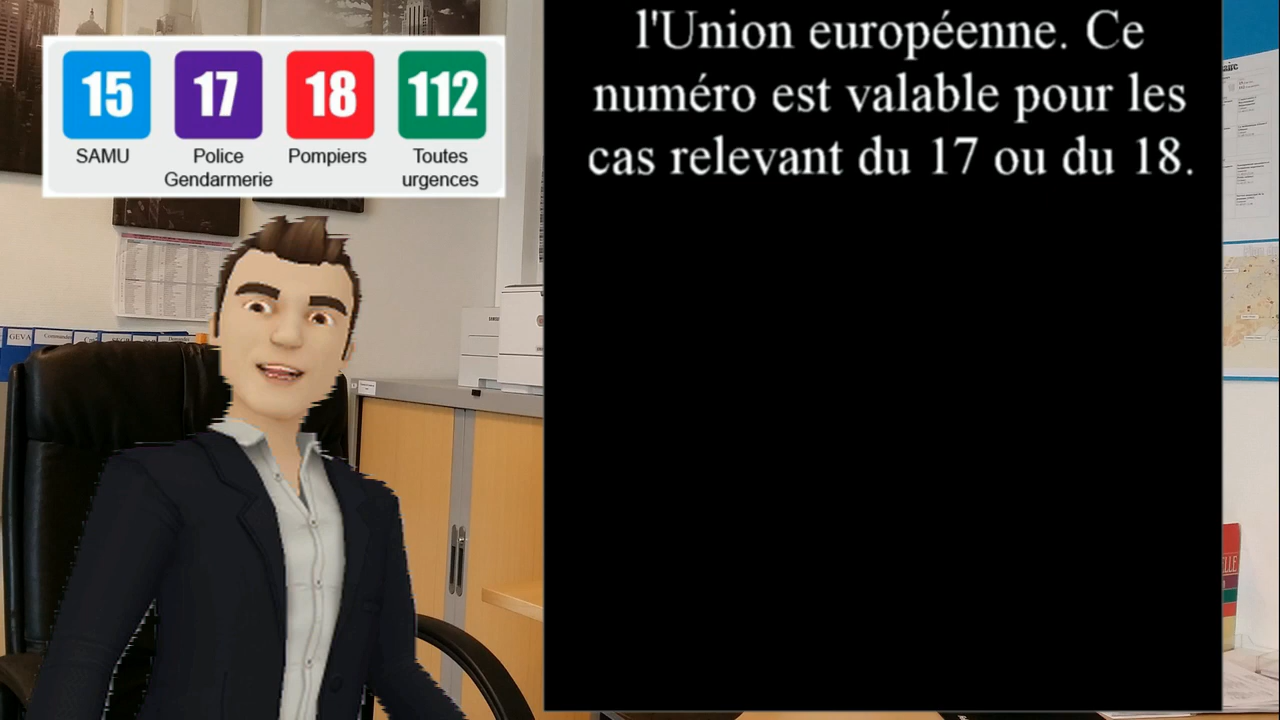 15 17 18 112
SAMU Police Pompiers Toutes
Gendarmerie urgences
l'Union européenne. Ce
numéro est valable pour les
cas relevant du 17 ou du 18.
GEVA